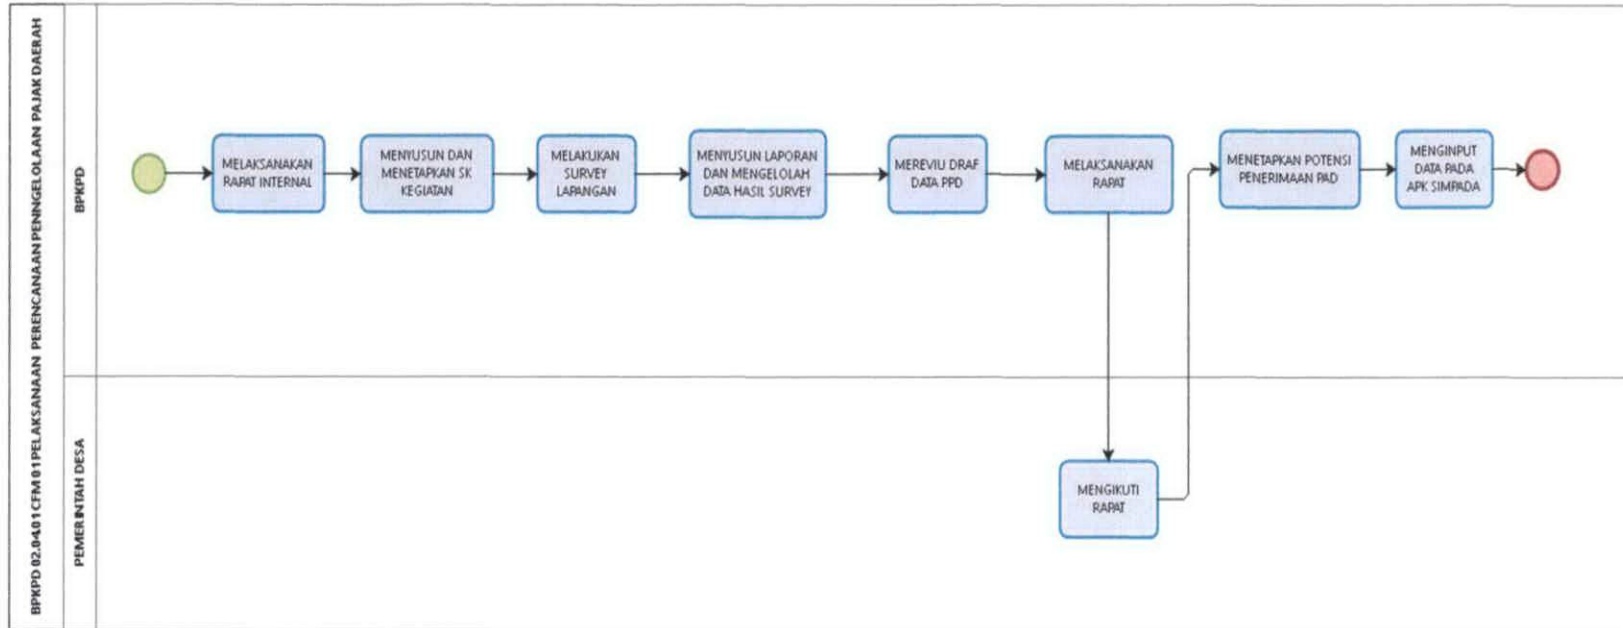 BPKPD 02.04.01 CFM 01 PELAKSANAAN PERENCANAAN PENNGELOLAAN PAJAK DAERAH
BPKPD
MELAKSANAKAN
RAPAT INTERNAL
MENYUSUN DAN
MENETAPKAN SK
KEGIATAN
MELAKUKAN
SURVEY
LAPANGAN
MENYUSUN LAPORAN
DAN MENGELOLAH
DATA HASIL SURVEY
MEREVIU DRAF
DATA PPD
MELAKSANAKAN
RAPAT
MENETAPKAN POTENSI
PENERIMAAN PAD
MENGINPUT
DATA PADA
APK SIMPADA
PEMERINTAH DESA
MENGIKUTI
RAPAT